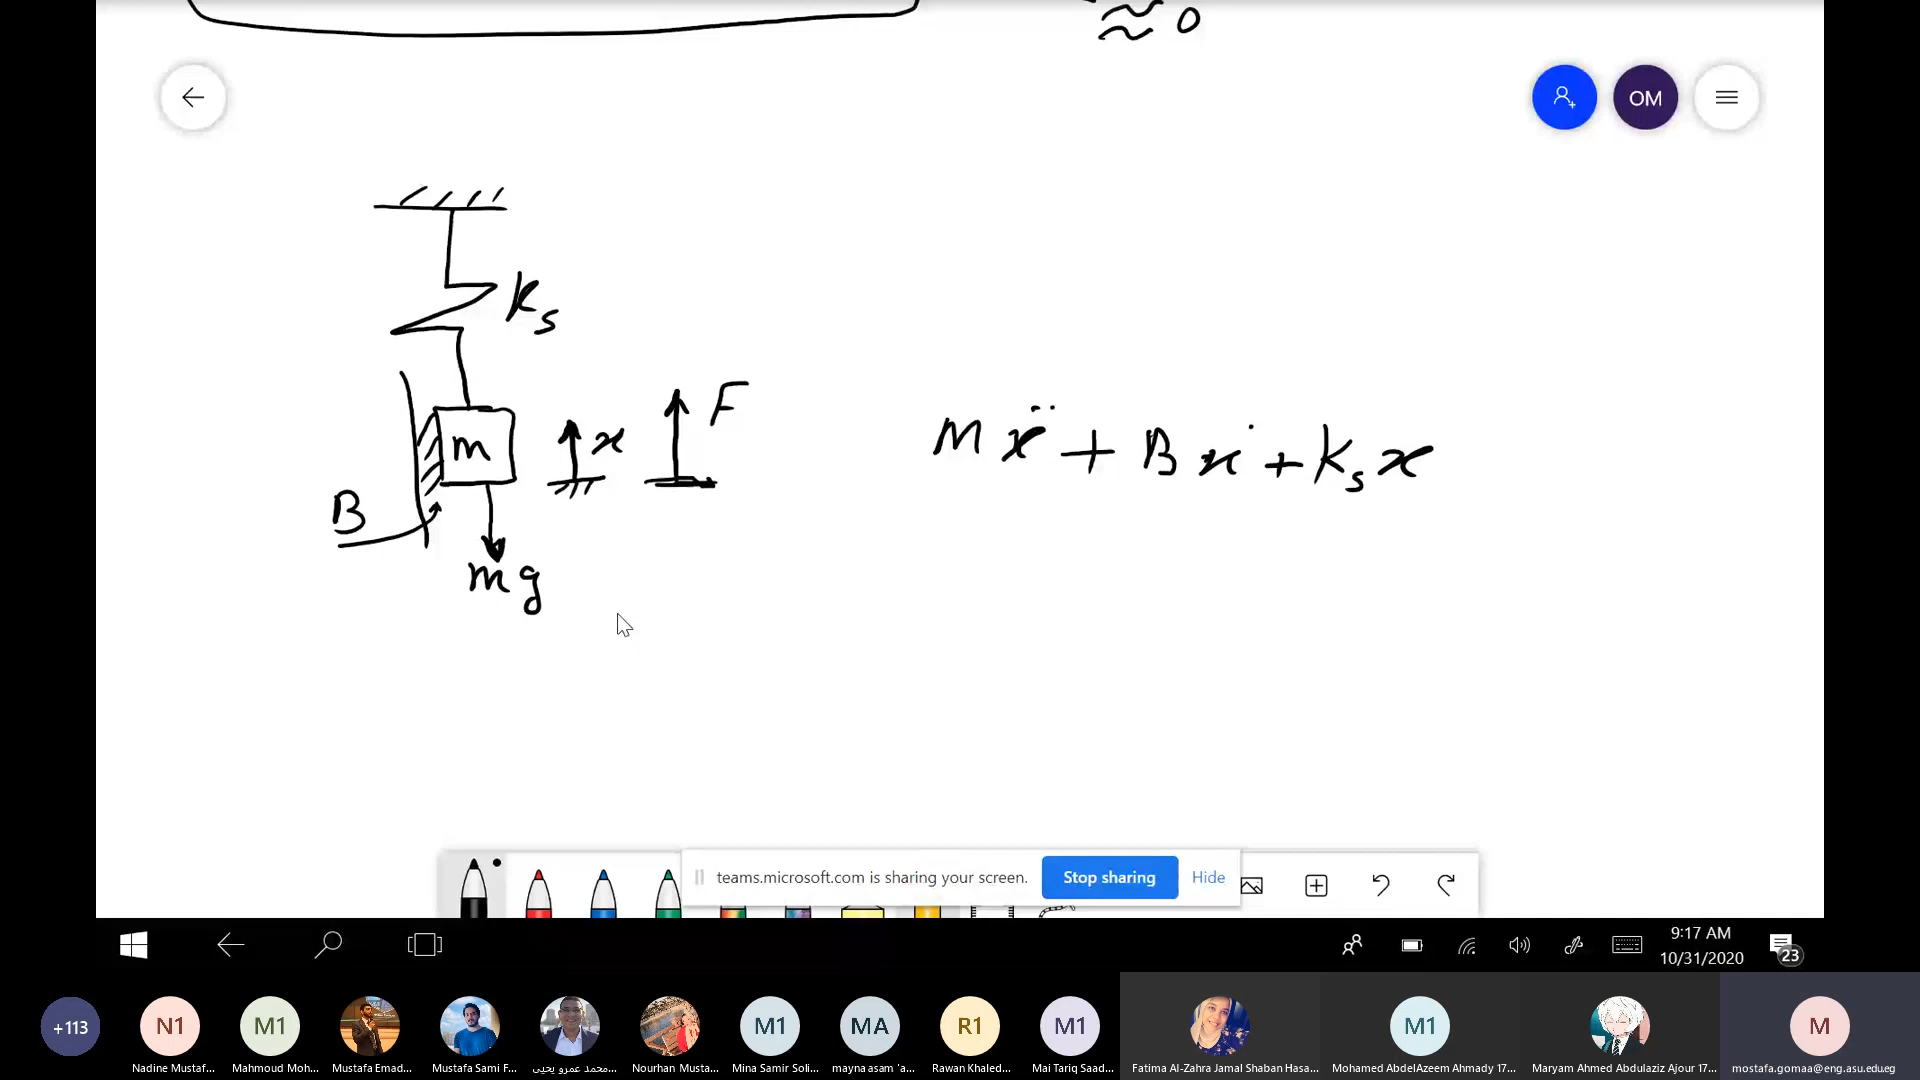 ≈ 0
OM
Ks
m
x
F
B
mg
Mẍ + Bẋ + Ksx
teams.microsoft.com is sharing your screen.
Stop sharing
Hide
9:17 AM
10/31/2020
23
+113
N1
M1
M1
MA
R1
M1
M1
M
Nadine Mustaf...
Mahmoud Moh...
Mustafa Emad...
Mustafa Sami F...
محمد عمرو يحيى...
Nourhan Musta...
Mina Samir Soli...
mayna asam 'a...
Rawan Khaled...
Mai Tariq Saad...
Fatima Al-Zahra Jamal Shaban Hasa...
Mohamed AbdelAzeem Ahmady 17...
Maryam Ahmed Abdulaziz Ajour 17...
mostafa.gomaa@eng.asu.edu.eg